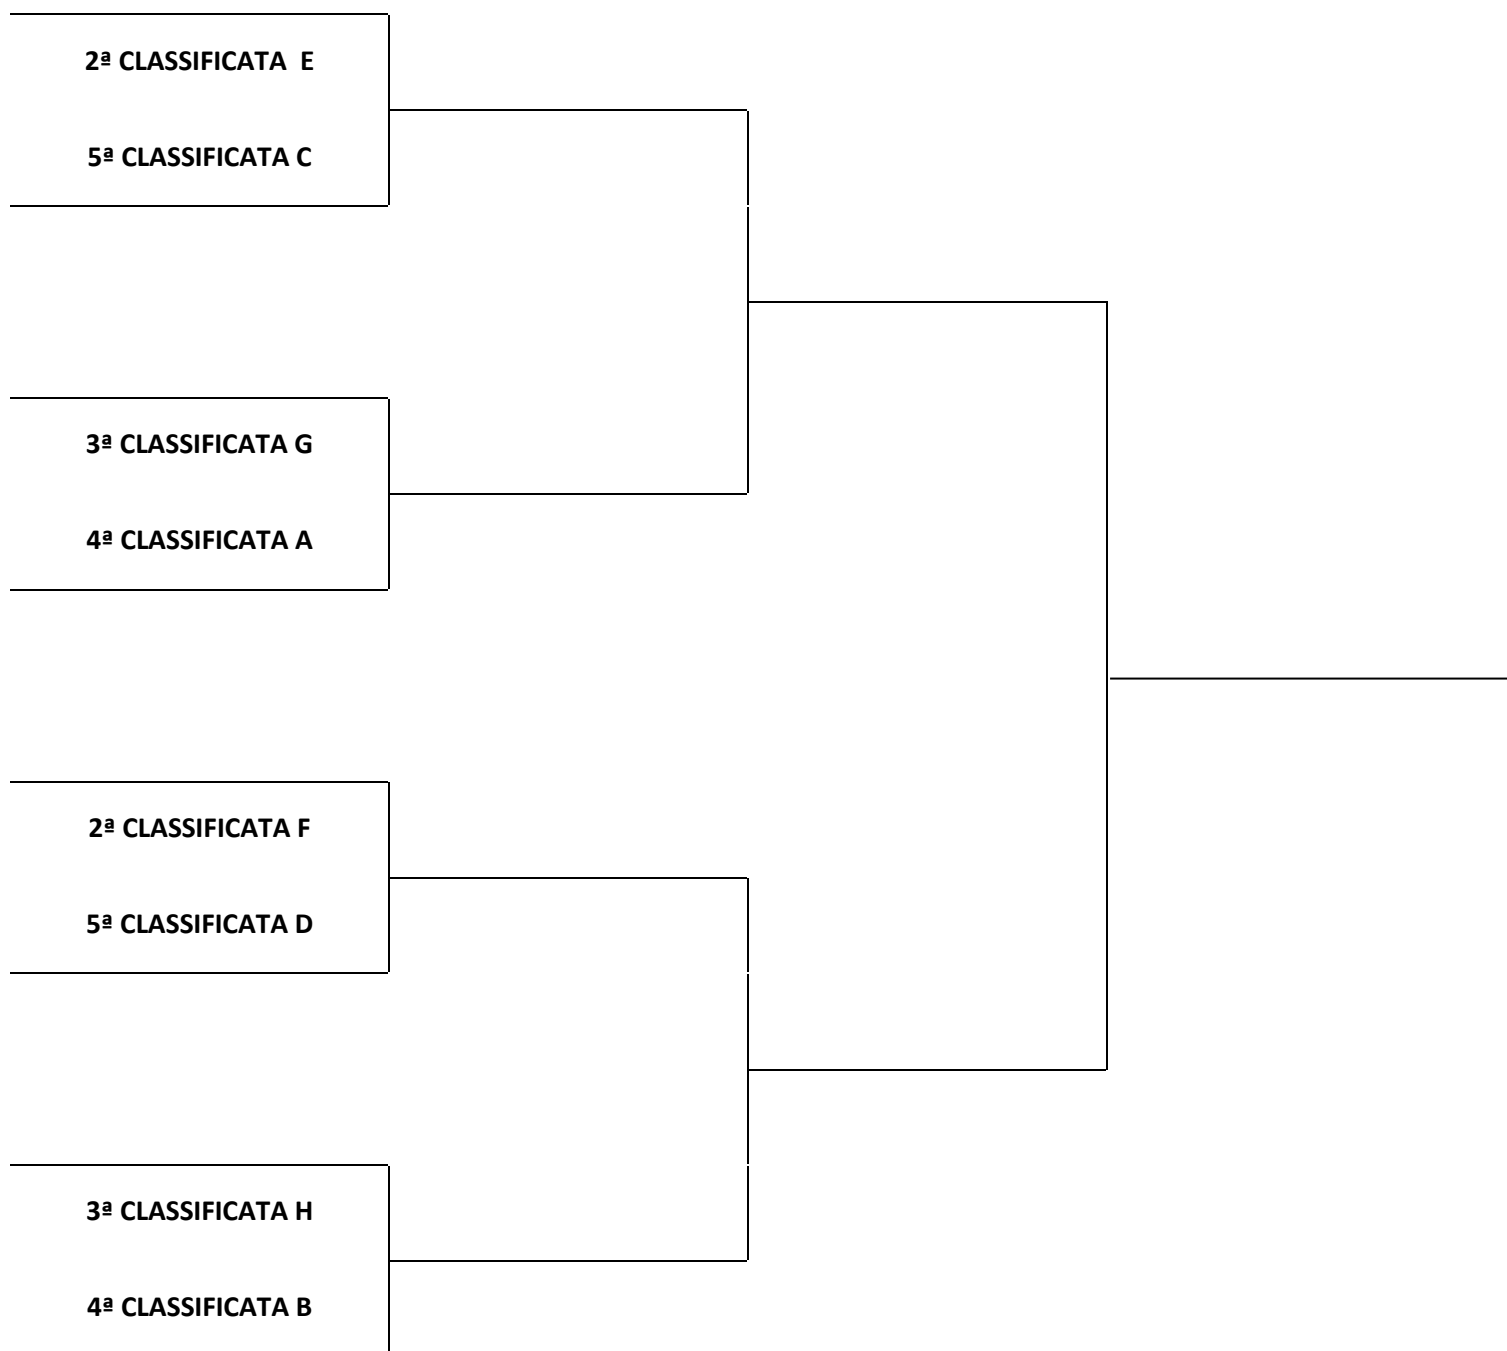 2ª CLASSIFICATA E
5ª CLASSIFICATA C
3ª CLASSIFICATA G
4ª CLASSIFICATA A
2ª CLASSIFICATA F
5ª CLASSIFICATA D
3ª CLASSIFICATA H
4ª CLASSIFICATA B